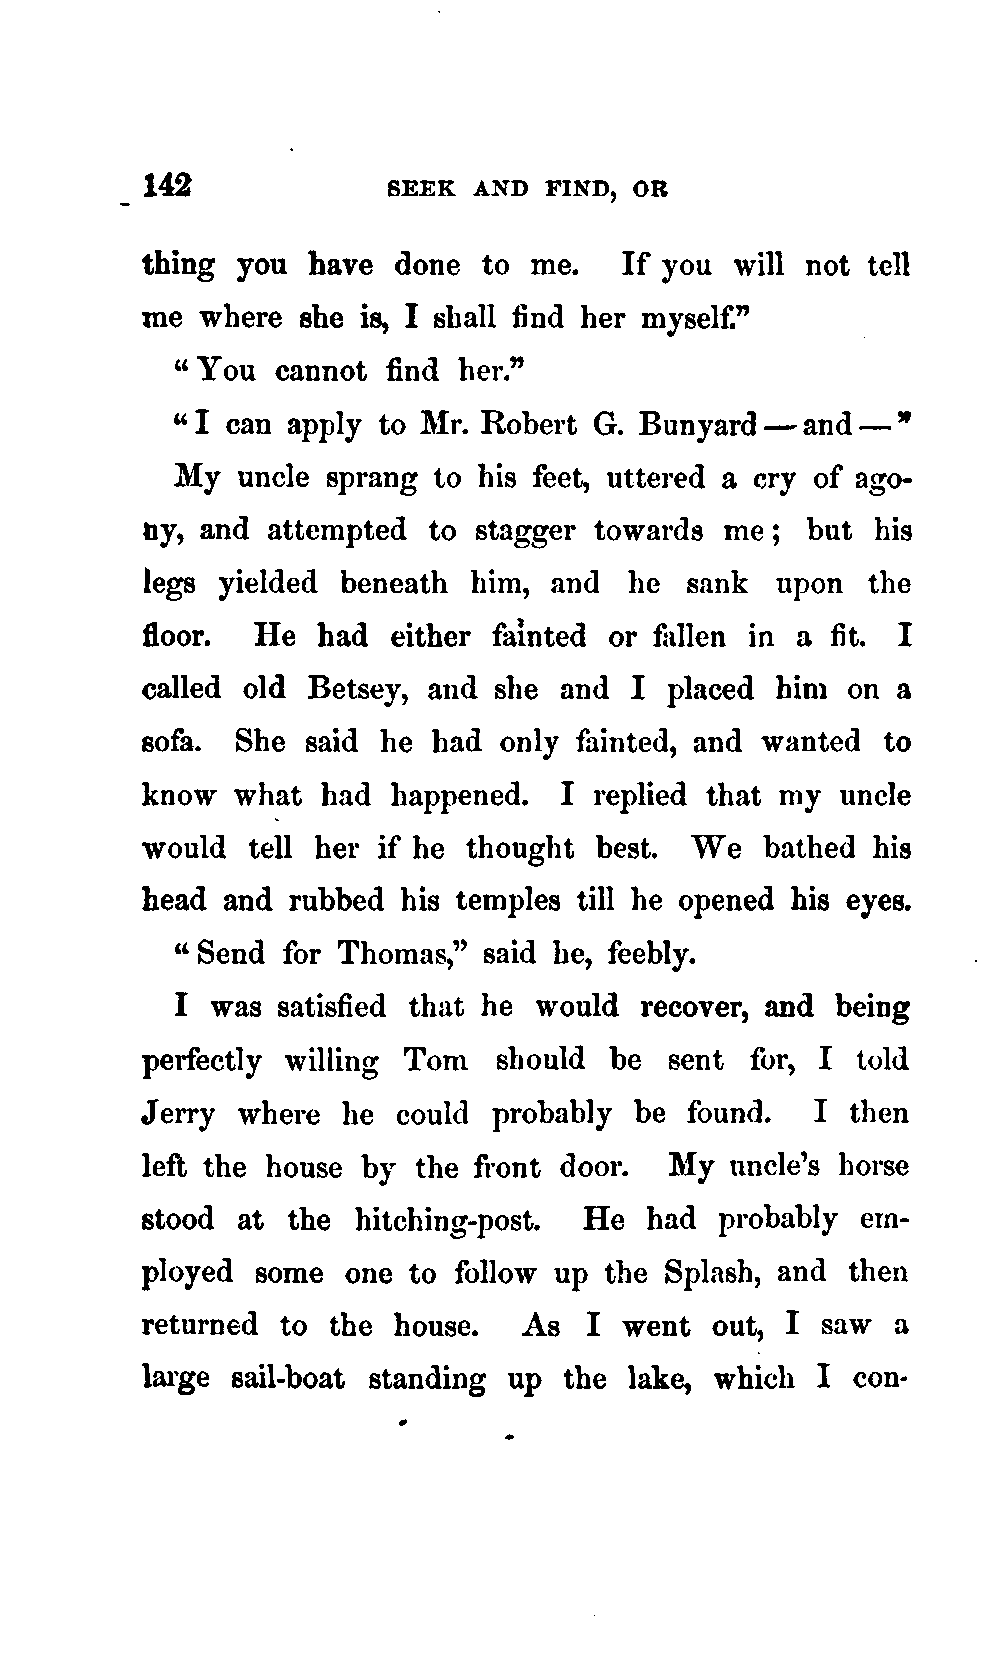 142 SEEK AND FIND, OR
thing you have done to me. If you will not tell
me where she is, I shall find her myself."
"You cannot find her."
"I can apply to Mr. Robert G. Bunyard — and — "
My uncle sprang to his feet, uttered a cry of ago-
ny, and attempted to stagger towards me; but his
legs yielded beneath him, and he sank upon the
floor. He had either fainted or fallen in a fit. I
called old Betsey, and she and I placed him on a
sofa. She said he had only fainted, and wanted to
know what had happened. I replied that my uncle
would tell her if he thought best. We bathed his
head and rubbed his temples till he opened his eyes.
"Send for Thomas," said he, feebly.
I was satisfied that he would recover, and being
perfectly willing Tom should be sent for, I told
Jerry where he could probably be found. I then
left the house by the front door. My uncle's horse
stood at the hitching-post. He had probably em-
ployed some one to follow up the Splash, and then
returned to the house. As I went out, I saw a
large sail-boat standing up the lake, which I con-